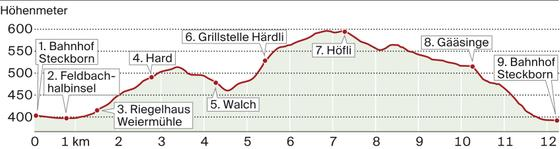 Höhenmeter
600
550
500
450
400
1. Bahnhof
Steckborn
2. Feldbach-
halbinsel
3. Riegelhaus
Weiermühle
4. Hard
5. Walch
6. Grillstelle Härdli
7. Höfli
8. Gääsinge
9. Bahnhof
Steckborn
0 1 km 2 3 4 5 6 7 8 9 10 11 12